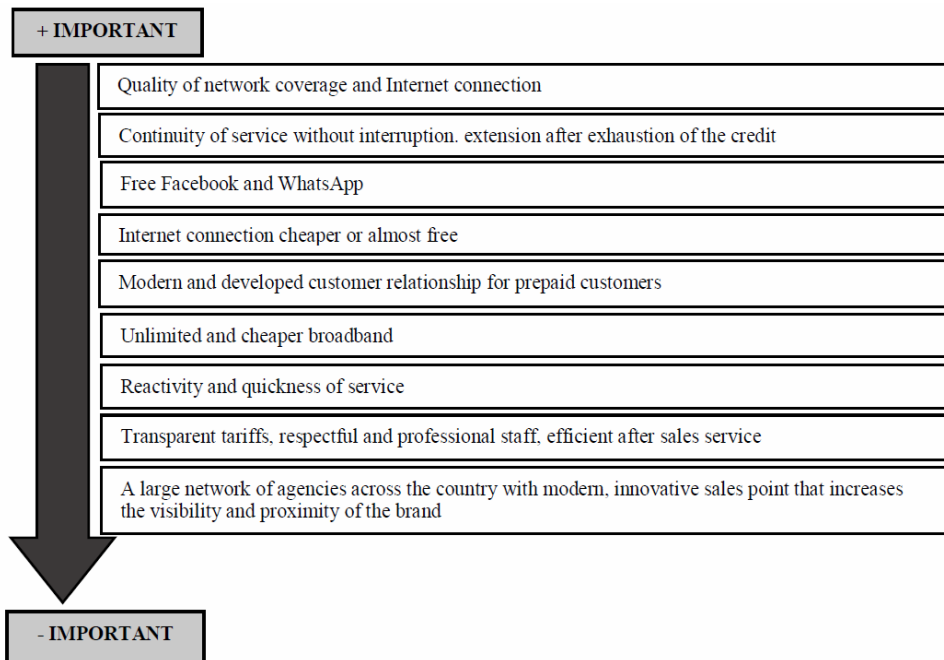 + IMPORTANT
Quality of network coverage and Internet connection
Continuity of service without interruption. extension after exhaustion of the credit
Free Facebook and WhatsApp
Internet connection cheaper or almost free
Modern and developed customer relationship for prepaid customers
Unlimited and cheaper broadband
Reactivity and quickness of service
Transparent tariffs, respectful and professional staff, efficient after sales service
A large network of agencies across the country with modern, innovative sales point that increases
the visibility and proximity of the brand
- IMPORTANT